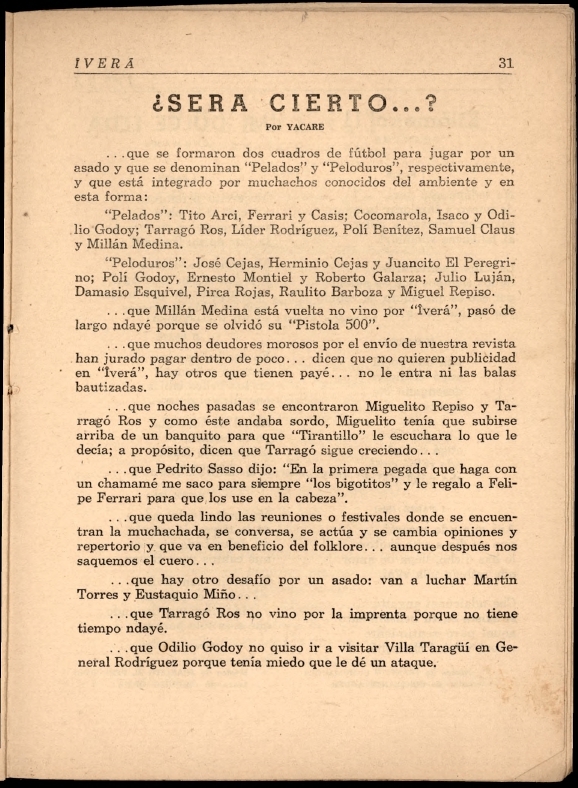 ĨVERÁ 31
¿SERA CIERTO...?
Por YACARE
...que se formaron dos cuadros de fútbol para jugar por un
asado y que se denominan "Pelados" y "Peloduros", respectivamente,
y que está integrado por muchachos conocidos del ambiente y en
esta forma:
"Pelados": Tito Arci, Ferrari y Casis; Cocomarola, Isaco y Odi-
lio Godoy; Tarragó Ros, Líder Rodríguez, Polí Benítez, Samuel Claus
y Millán Medina.
"Peloduros": José Cejas, Herminio Cejas y Juancito El Peregri-
no; Polí Godoy, Ernesto Montiel y Roberto Galarza; Julio Luján,
Damasio Esquivel, Pirca Rojas, Raulito Barboza y Miguel Repiso.
...que Millán Medina está vuelta no vino por "Ĩverá", pasó de
largo ndayé porque se olvidó su "Pistola 500".
...que muchos deudores morosos por el envío de nuestra revista
han jurado pagar dentro de poco... dicen que no quieren publicidad
en "Ĩverá", hay otros que tienen payé... no le entra ni las balas
bautizadas.
...que noches pasadas se encontraron Miguelito Repiso y Ta-
rragó Ros y como éste andaba sordo, Miguelito tenía que subirse
arriba de un banquito para que "Tirantillo" le escuchara lo que le
decía; a propósito, dicen que Tarragó sigue creciendo...
...que Pedrito Sasso dijo: "En la primera pegada que haga con
un chamamé me saco para siempre "los bigotitos" y le regalo a Feli-
pe Ferrari para que los use en la cabeza".
...que queda lindo las reuniones o festivales donde se encuen-
tran la muchachada, se conversa, se actúa y se cambia opiniones y
repertorio y que va en beneficio del folklore... aunque después nos
saquemos el cuero...
...que hay otro desafío por un asado: van a luchar Martín
Torres y Eustaquio Miño...
...que Tarragó Ros no vino por la imprenta porque no tiene
tiempo ndayé.
...que Odilio Godoy no quiso ir a visitar Villa Taragüí en Ge-
neral Rodríguez porque tenía miedo que le dé un ataque.